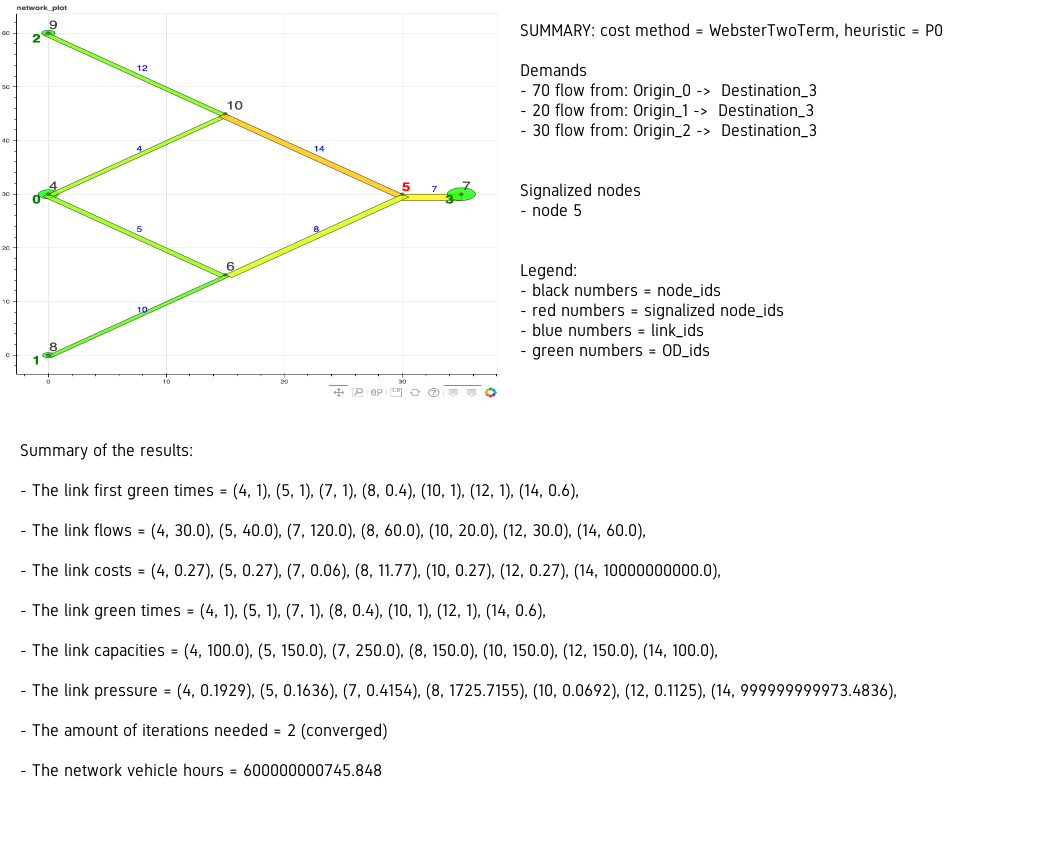 network_plot
60
50
40
30
20
10
0
0
10
20
30
9
2
12
10
4
14
4
0
5
7
7
3
5
8
6
10
8
1
SUMMARY: cost method = WebsterTwoTerm, heuristic = P0
Demands
- 70 flow from: Origin_0 -> Destination_3
- 20 flow from: Origin_1 -> Destination_3
- 30 flow from: Origin_2 -> Destination_3
Signalized nodes
- node 5
Legend:
- black numbers = node_ids
- red numbers = signalized node_ids
- blue numbers = link_ids
- green numbers = OD_ids
Summary of the results:
- The link first green times = (4, 1), (5, 1), (7, 1), (8, 0.4), (10, 1), (12, 1), (14, 0.6),
- The link flows = (4, 30.0), (5, 40.0), (7, 120.0), (8, 60.0), (10, 20.0), (12, 30.0), (14, 60.0),
- The link costs = (4, 0.27), (5, 0.27), (7, 0.06), (8, 11.77), (10, 0.27), (12, 0.27), (14, 10000000000.0),
- The link green times = (4, 1), (5, 1), (7, 1), (8, 0.4), (10, 1), (12, 1), (14, 0.6),
- The link capacities = (4, 100.0), (5, 150.0), (7, 250.0), (8, 150.0), (10, 150.0), (12, 150.0), (14, 100.0),
- The link pressure = (4, 0.1929), (5, 0.1636), (7, 0.4154), (8, 1725.7155), (10, 0.0692), (12, 0.1125), (14, 999999999973.4836),
- The amount of iterations needed = 2 (converged)
- The network vehicle hours = 600000000745.848